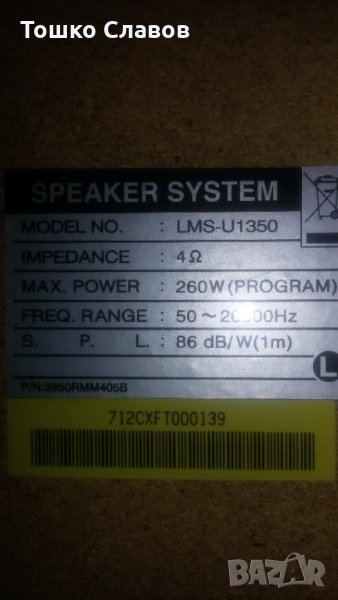 Тошко Славов
SPEAKER SYSTEM
MODEL NO. : LMS-U1350
IMPEDANCE : 4Ω
MAX. POWER : 260W(PROGRAM)
FREQ. RANGE : 50 ~ 20000Hz
S. P. L. : 86 dB/W(1m)
L
P/N:3850RMM405B
712CXFT000139
BAZAR